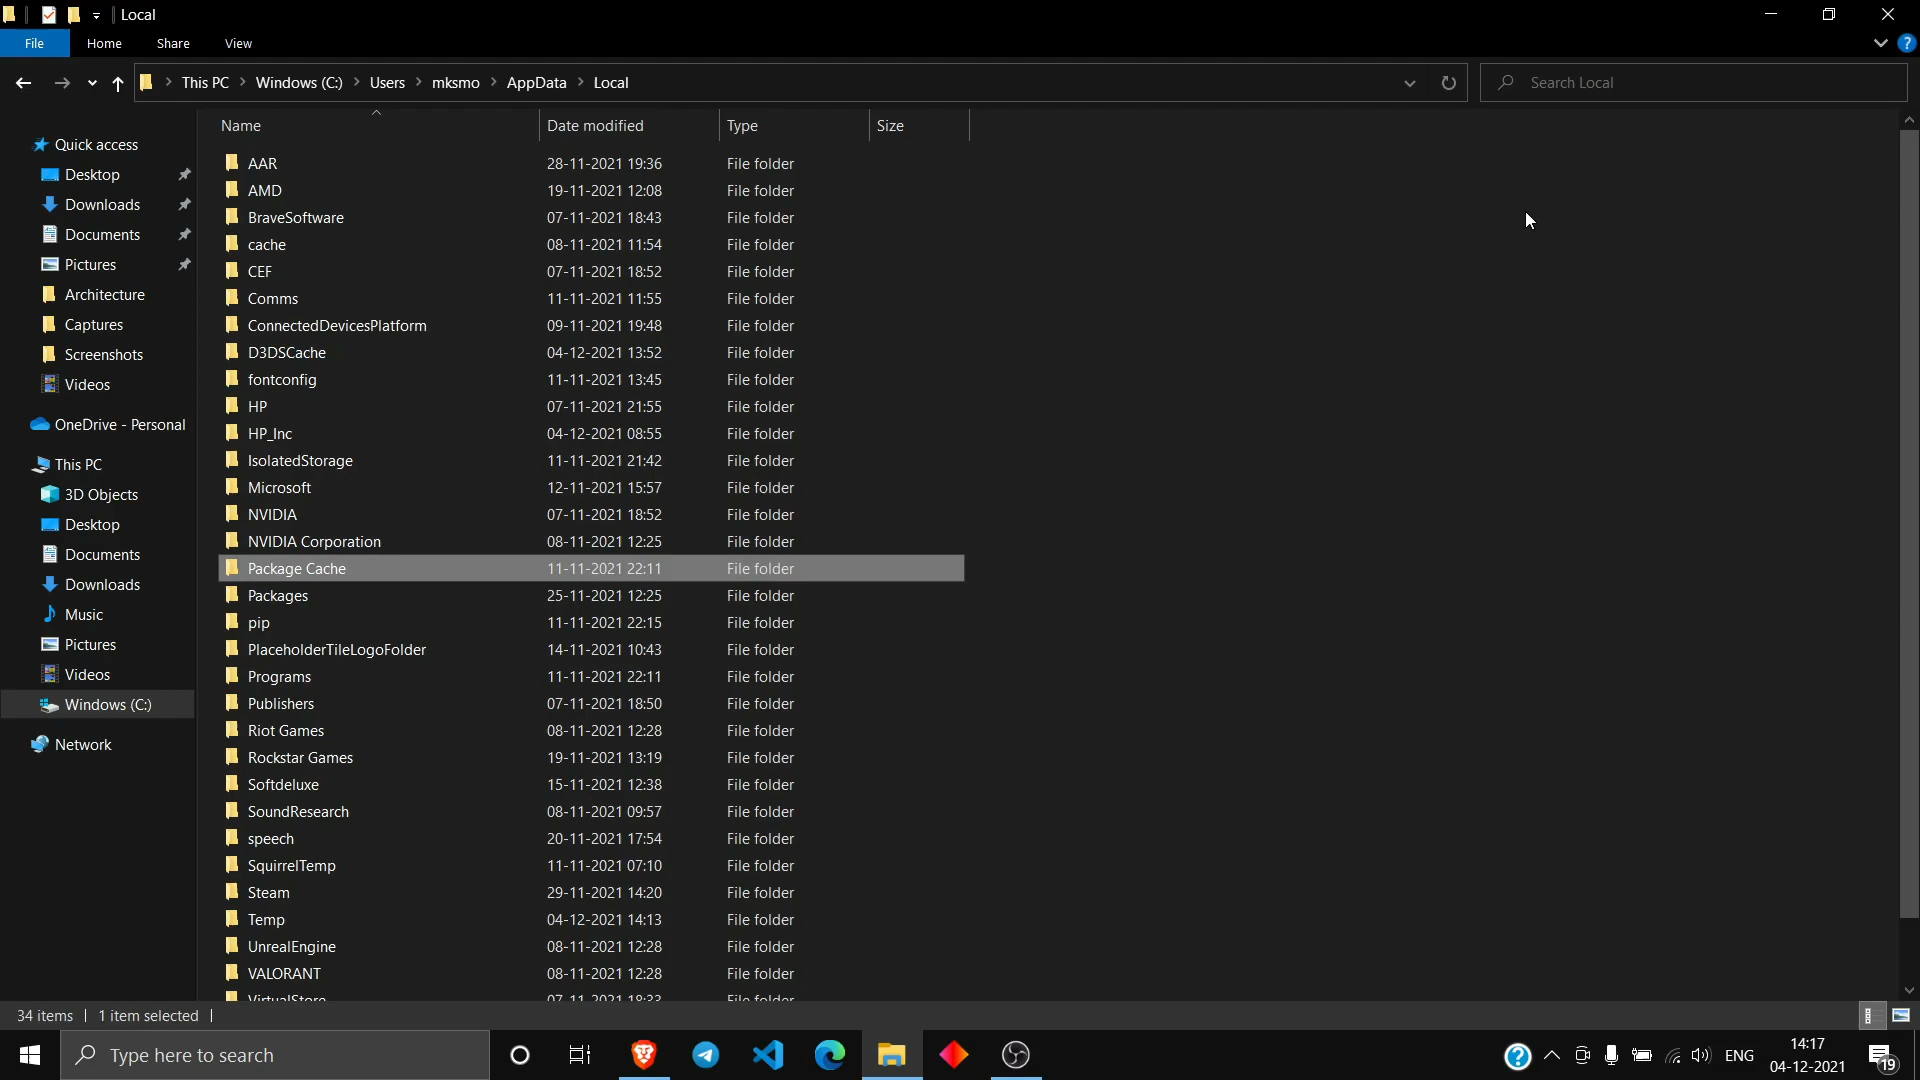 Local
File Home Share View
This PC Windows (C:) Users mksmo AppData Local
Search Local
Name Date modified Type Size
Quick access
Desktop
Downloads
Documents
Pictures
Architecture
Captures
Screenshots
Videos
OneDrive - Personal
This PC
3D Objects
Desktop
Documents
Downloads
Music
Pictures
Videos
Windows (C:)
Network
AAR 28-11-2021 19:36 File folder
AMD 19-11-2021 12:08 File folder
BraveSoftware 07-11-2021 18:43 File folder
cache 08-11-2021 11:54 File folder
CEF 07-11-2021 18:52 File folder
Comms 11-11-2021 11:55 File folder
ConnectedDevicesPlatform 09-11-2021 19:48 File folder
D3DSCache 04-12-2021 13:52 File folder
fontconfig 11-11-2021 13:45 File folder
HP 07-11-2021 21:55 File folder
HP_Inc 04-12-2021 08:55 File folder
IsolatedStorage 11-11-2021 21:42 File folder
Microsoft 12-11-2021 15:57 File folder
NVIDIA 07-11-2021 18:52 File folder
NVIDIA Corporation 08-11-2021 12:25 File folder
Package Cache 11-11-2021 22:11 File folder
Packages 25-11-2021 12:25 File folder
pip 11-11-2021 22:15 File folder
PlaceholderTileLogoFolder 14-11-2021 10:43 File folder
Programs 11-11-2021 22:11 File folder
Publishers 07-11-2021 18:50 File folder
Riot Games 08-11-2021 12:28 File folder
Rockstar Games 19-11-2021 13:19 File folder
Softdeluxe 15-11-2021 12:38 File folder
SoundResearch 08-11-2021 09:57 File folder
speech 20-11-2021 17:54 File folder
SquirrelTemp 11-11-2021 07:10 File folder
Steam 29-11-2021 14:20 File folder
Temp 04-12-2021 14:13 File folder
UnrealEngine 08-11-2021 12:28 File folder
VALORANT 08-11-2021 12:28 File folder
VirtualStore 07-11-2021 18:33 File folder
34 items 1 item selected
Type here to search
ENG
14:17
04-12-2021
19